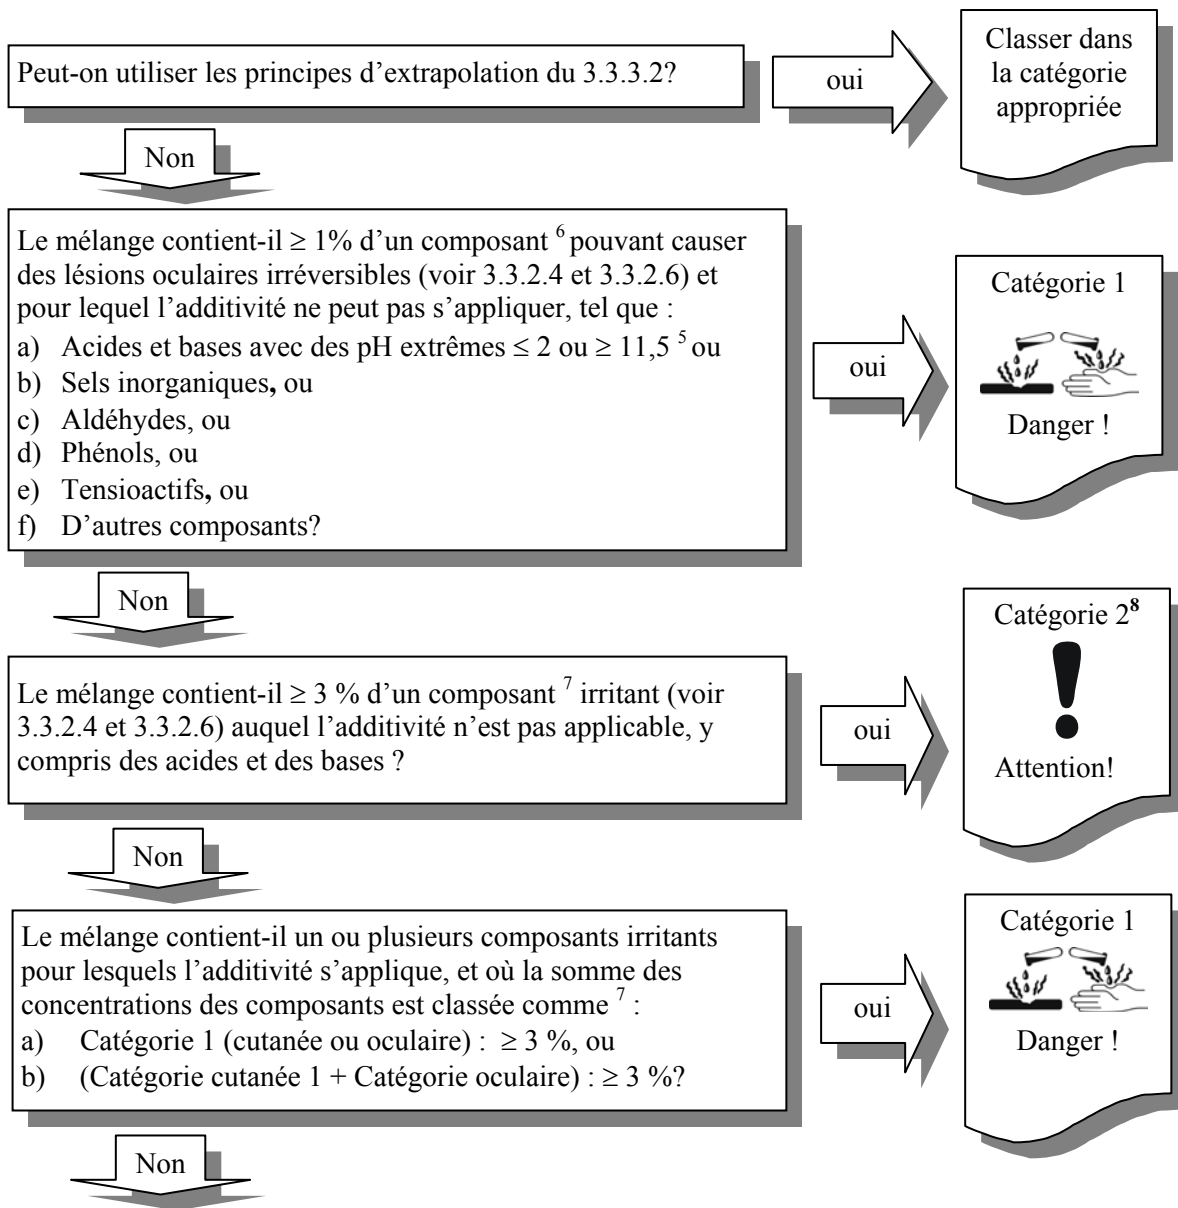 Peut-on utiliser les principes d'extrapolation du 3.3.3.2?
oui
Classer dans
la catégorie
appropriée
Non
Le mélange contient-il ≥ 1% d'un composant ⁶ pouvant causer
des lésions oculaires irréversibles (voir 3.3.2.4 et 3.3.2.6) et
pour lequel l'additivité ne peut pas s'appliquer, tel que :
a) Acides et bases avec des pH extrêmes ≤ 2 ou ≥ 11,5 ⁵ ou
b) Sels inorganiques, ou
c) Aldéhydes, ou
d) Phénols, ou
e) Tensioactifs, ou
f) D'autres composants?
oui
Catégorie 1
Danger !
Non
Le mélange contient-il ≥ 3 % d'un composant ⁷ irritant (voir
3.3.2.4 et 3.3.2.6) auquel l'additivité n'est pas applicable, y
compris des acides et des bases ?
oui
Catégorie 2⁸
Attention!
Non
Le mélange contient-il un ou plusieurs composants irritants
pour lesquels l'additivité s'applique, et où la somme des
concentrations des composants est classée comme ⁷ :
a) Catégorie 1 (cutanée ou oculaire) : ≥ 3 %, ou
b) (Catégorie cutanée 1 + Catégorie oculaire) : ≥ 3 %?
oui
Catégorie 1
Danger !
Non